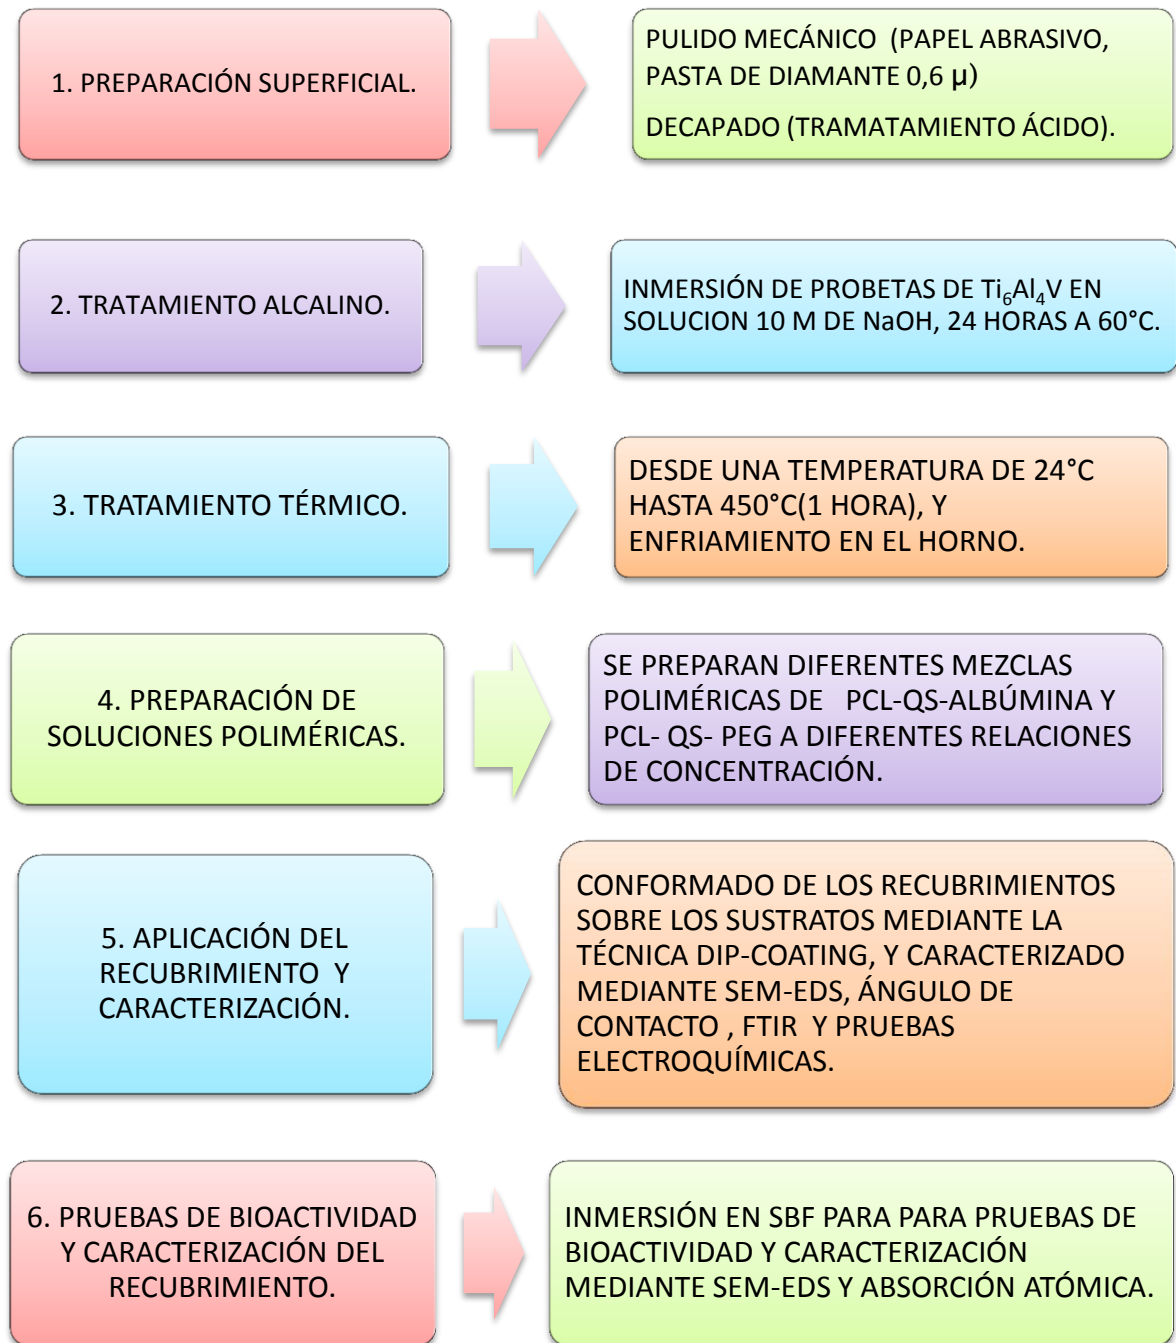 1. PREPARACIÓN SUPERFICIAL.
PULIDO MECÁNICO (PAPEL ABRASIVO,
PASTA DE DIAMANTE 0,6 µ)
DECAPADO (TRAMATAMIENTO ÁCIDO).
2. TRATAMIENTO ALCALINO.
INMERSIÓN DE PROBETAS DE Ti₆Al₄V EN
SOLUCION 10 M DE NaOH, 24 HORAS A 60°C.
3. TRATAMIENTO TÉRMICO.
DESDE UNA TEMPERATURA DE 24°C
HASTA 450°C(1 HORA), Y
ENFRIAMIENTO EN EL HORNO.
4. PREPARACIÓN DE
SOLUCIONES POLIMÉRICAS.
SE PREPARAN DIFERENTES MEZCLAS
POLIMÉRICAS DE PCL-QS-ALBÚMINA Y
PCL- QS- PEG A DIFERENTES RELACIONES
DE CONCENTRACIÓN.
5. APLICACIÓN DEL
RECUBRIMIENTO Y
CARACTERIZACIÓN.
CONFORMADO DE LOS RECUBRIMIENTOS
SOBRE LOS SUSTRATOS MEDIANTE LA
TÉCNICA DIP-COATING, Y CARACTERIZADO
MEDIANTE SEM-EDS, ÁNGULO DE
CONTACTO , FTIR Y PRUEBAS
ELECTROQUÍMICAS.
6. PRUEBAS DE BIOACTIVIDAD
Y CARACTERIZACIÓN DEL
RECUBRIMIENTO.
INMERSIÓN EN SBF PARA PARA PRUEBAS DE
BIOACTIVIDAD Y CARACTERIZACIÓN
MEDIANTE SEM-EDS Y ABSORCIÓN ATÓMICA.